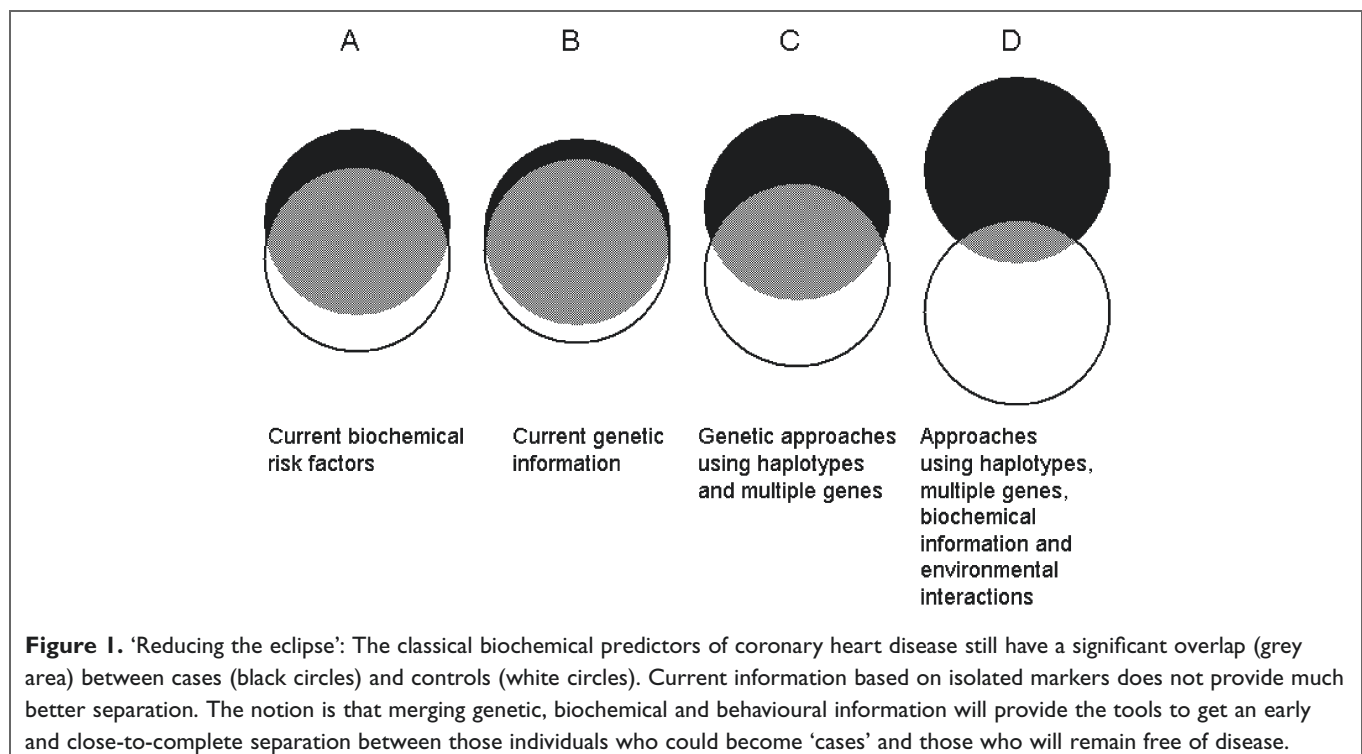 A B C D
Current biochemical
risk factors
Current genetic
information
Genetic approaches
using haplotypes
and multiple genes
Approaches
using haplotypes,
multiple genes,
biochemical
information and
environmental
interactions
Figure 1. ‘Reducing the eclipse’: The classical biochemical predictors of coronary heart disease still have a significant overlap (grey
area) between cases (black circles) and controls (white circles). Current information based on isolated markers does not provide much
better separation. The notion is that merging genetic, biochemical and behavioural information will provide the tools to get an early
and close-to-complete separation between those individuals who could become ‘cases’ and those who will remain free of disease.